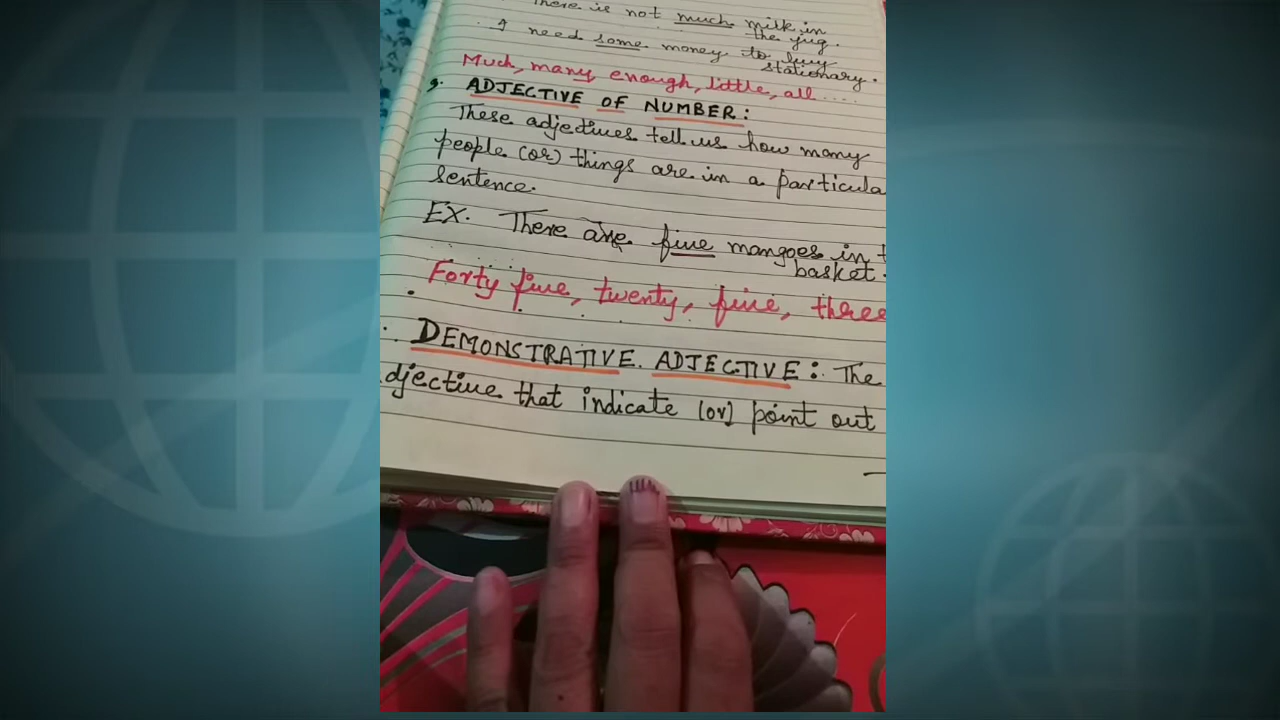 There is not much milk in
the jug.
I need some money to buy
stationary.
Much, many, enough, little, all ....
3. ADJECTIVE OF NUMBER:
These adjectives tell us how many
people (or) things are in a particula
sentence.
EX. There are five mangoes in t
basket.
Forty five, twenty, five, three
DEMONSTRATIVE ADJECTIVE: The
djective that indicate (or) point out